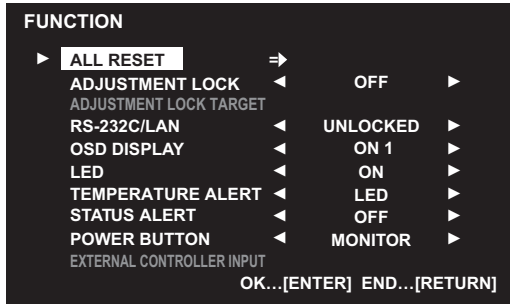 FUNCTION
ALL RESET
ADJUSTMENT LOCK OFF
ADJUSTMENT LOCK TARGET
RS-232C/LAN UNLOCKED
OSD DISPLAY ON 1
LED ON
TEMPERATURE ALERT LED
STATUS ALERT OFF
POWER BUTTON MONITOR
EXTERNAL CONTROLLER INPUT
OK…[ENTER] END…[RETURN]